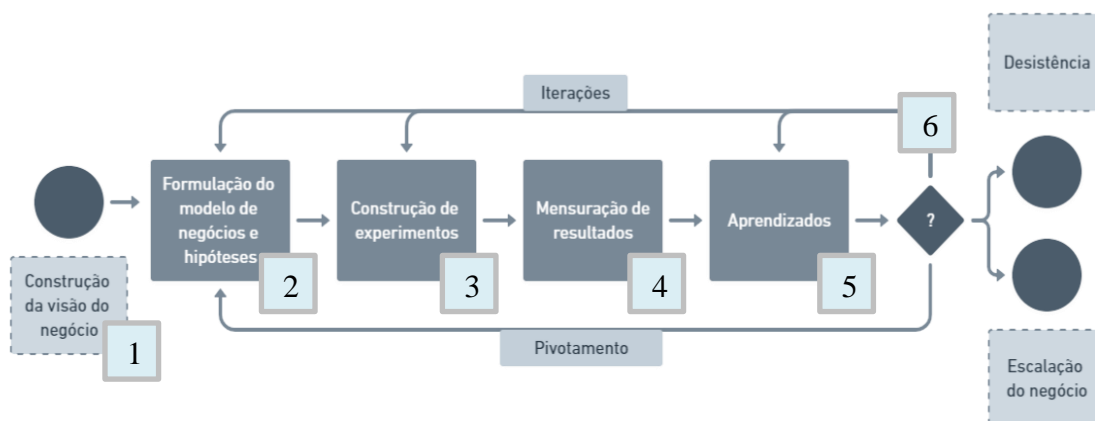 Desistência
Iterações
6
Formulação do
modelo de
negócios e
hipóteses
2
Construção de
experimentos
3
Mensuração de
resultados
4
Aprendizados
5
?
Construção
da visão do
negócio
1
Pivotamento
Escalação
do negócio